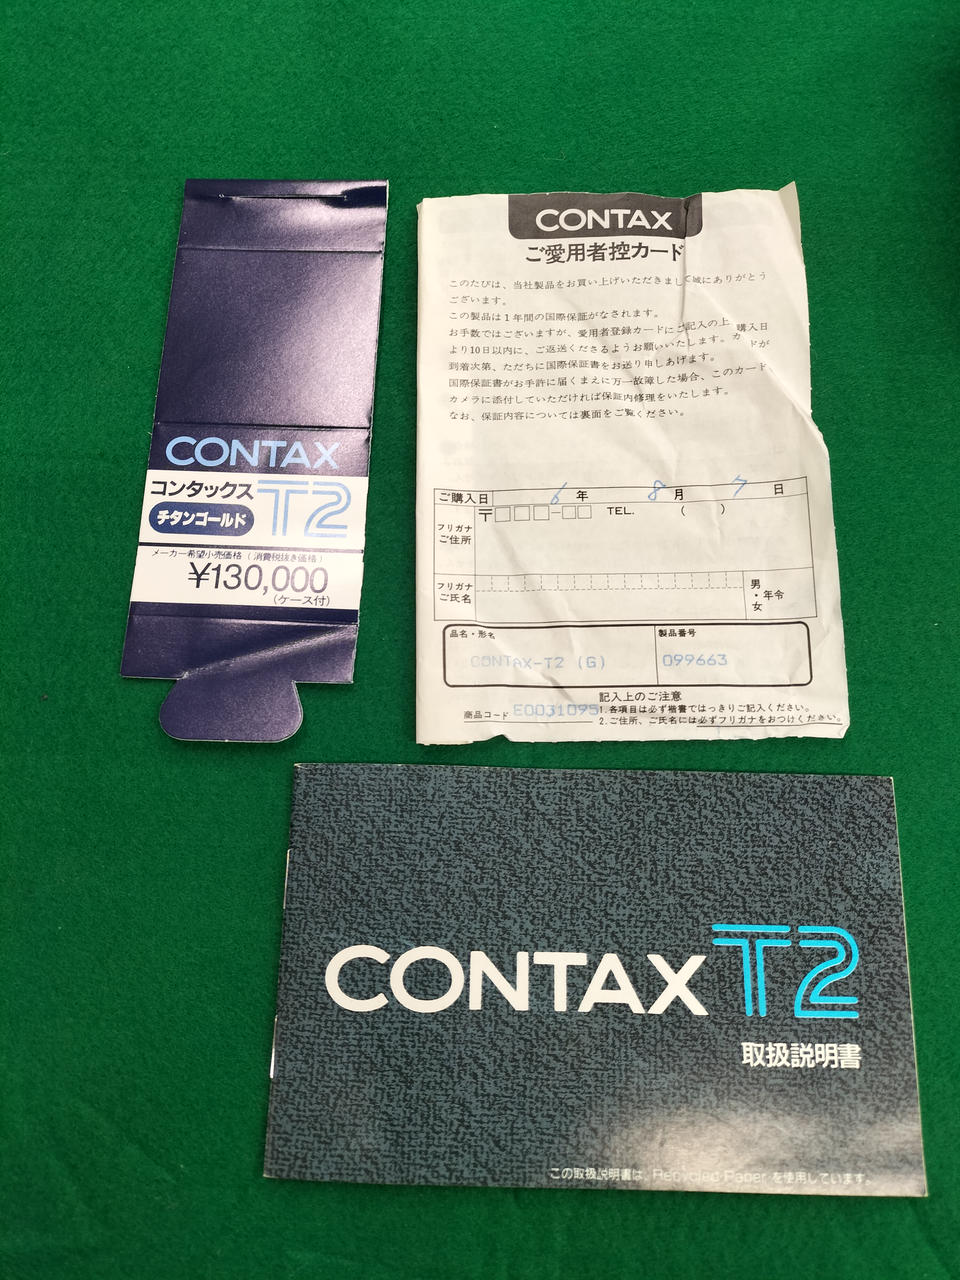 CONTAX
コンタックス
T2
チタンゴールド
メーカー希望小売価格（消費税抜き価格）
¥130,000
（ケース付）
CONTAX
ご愛用者控カード
このたびは、当社製品をお買い上げいただきまして誠にありがとう
ございます。
この製品は1年間の国際保証がなされます。
お手数ではございますが、愛用者登録カードにご記入の上、購入日
より10日以内に、ご返送くださるようお願いいたします。カードが
到着次第、ただちに国際保証書をお送り申しあげます。
国際保証書がお手許に届くまえに万一故障した場合、このカードを
カメラに添付していただければ保証内修理をいたします。
なお、保証内容については裏面をご覧ください。
ご購入日 6年 8月 7日
フリガナ
ご住所
〒□□□-□□ TEL. （ ）
フリガナ
ご氏名
男・女
年令
品名・形名
CONTAX-T2 (G)
製品番号
099663
商品コード E0031095
記入上のご注意
1.各項目は必ず楷書ではっきりご記入ください。
2.ご住所、ご氏名には必ずフリガナをおつけください。
CONTAX T2
取扱説明書
この取扱説明書は、Recycled Paper を使用しています。